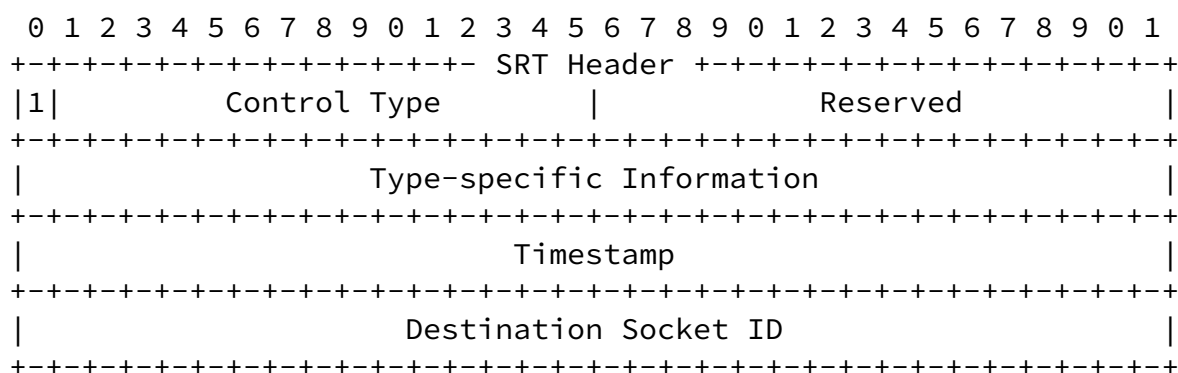 0 1 2 3 4 5 6 7 8 9 0 1 2 3 4 5 6 7 8 9 0 1 2 3 4 5 6 7 8 9 0 1
+-+-+-+-+-+-+-+-+-+-+-+-+- SRT Header +-+-+-+-+-+-+-+-+-+-+-+-+-+
|1|         Control Type        |            Reserved           |
+-+-+-+-+-+-+-+-+-+-+-+-+-+-+-+-+-+-+-+-+-+-+-+-+-+-+-+-+-+-+-+-+
|                   Type-specific Information                   |
+-+-+-+-+-+-+-+-+-+-+-+-+-+-+-+-+-+-+-+-+-+-+-+-+-+-+-+-+-+-+-+-+
|                           Timestamp                           |
+-+-+-+-+-+-+-+-+-+-+-+-+-+-+-+-+-+-+-+-+-+-+-+-+-+-+-+-+-+-+-+-+
|                     Destination Socket ID                     |
+-+-+-+-+-+-+-+-+-+-+-+-+-+-+-+-+-+-+-+-+-+-+-+-+-+-+-+-+-+-+-+-+